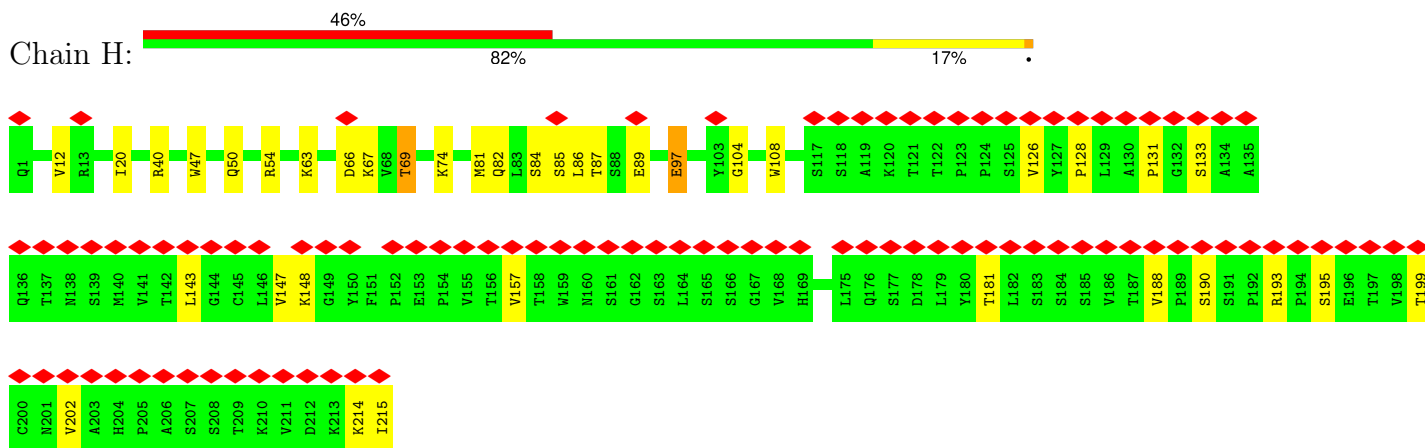 46%
Chain H:
82% 17% •
Q1 V12 R13 I20 R40 W47 Q50 R54 K63 D66 K67 V68 T69 K74 M81 Q82 L83 S84 S85 L86 T87 S88 E89 E97 Y103 G104 W108 S117 S118 A119 K120 T121 T122 P123 P124 S125 V126 Y127 P128 L129 A130 P131 G132 S133 A134 A135
Q136 T137 N138 S139 M140 V141 T142 L143 G144 C145 L146 V147 K148 G149 Y150 F151 P152 E153 P154 V155 T156 V157 T158 W159 N160 S161 G162 S163 L164 S165 S166 G167 V168 H169 L175 Q176 S177 D178 L179 Y180 T181 L182 S183 S184 S185 V186 T187 V188 P189 S190 S191 P192 R193 P194 S195 E196 T197 V198 T199
C200 N201 V202 A203 H204 P205 A206 S207 S208 T209 K210 V211 D212 K213 K214 I215